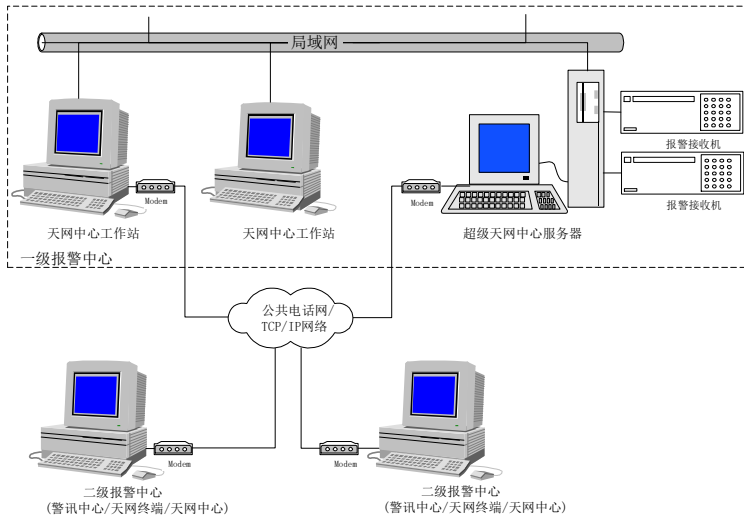 局域网
报警接收机
报警接收机
Modem
Modem
天网中心工作站
天网中心工作站
超级天网中心服务器
一级报警中心
公共电话网/
TCP/IP网络
Modem
Modem
二级报警中心
(警讯中心/天网终端/天网中心)
二级报警中心
(警讯中心/天网终端/天网中心)